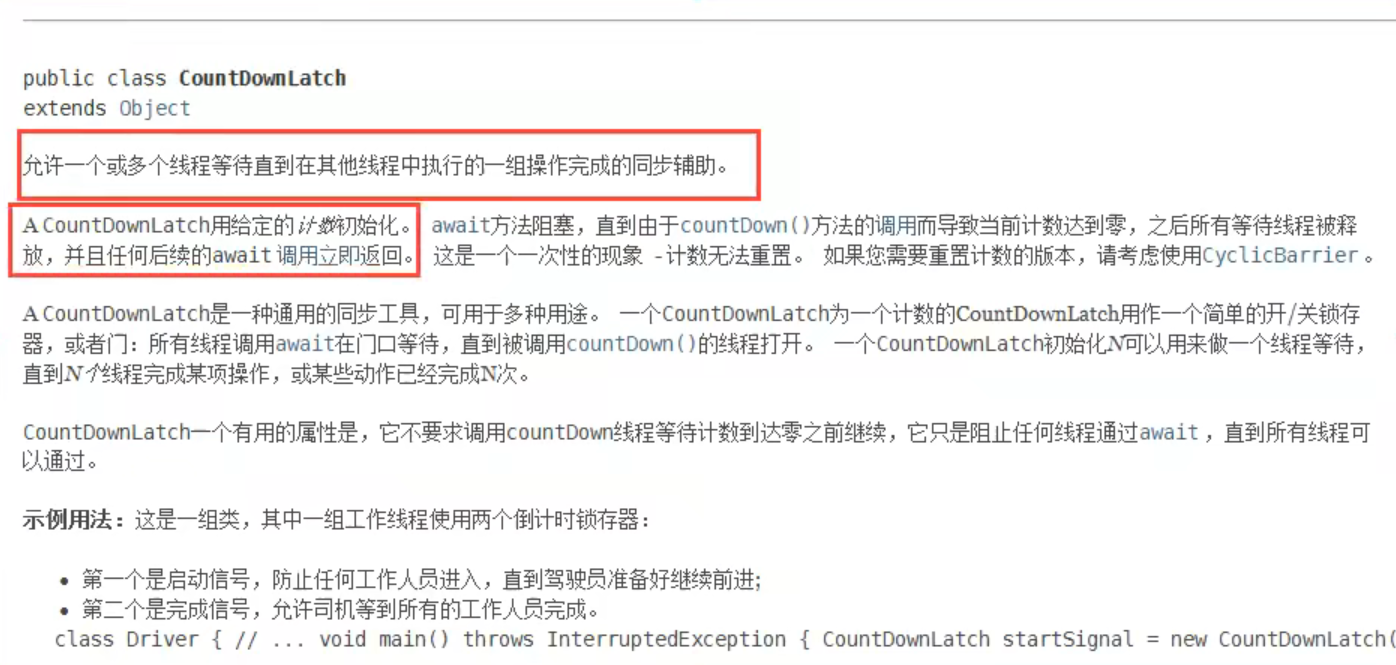 public class CountDownLatch
extends Object
允许一个或多个线程等待直到在其他线程中执行的一组操作完成的同步辅助。
A CountDownLatch用给定的计数初始化。 await方法阻塞，直到由于countDown()方法的调用而导致当前计数达到零，之后所有等待线程被释
放，并且任何后续的await 调用立即返回。 这是一个一次性的现象 - 计数无法重置。 如果您需要重置计数的版本，请考虑使用CyclicBarrier 。
A CountDownLatch是一种通用的同步工具，可用于多种用途。 一个CountDownLatch为一个计数的CountDownLatch用作一个简单的开/关锁存
器，或者门：所有线程调用await在门口等待，直到被调用countDown()的线程打开。 一个CountDownLatch初始化N可以用来做一个线程等待，
直到N个线程完成某项操作，或某些动作已经完成N次。
CountDownLatch一个有用的属性是，它不要求调用countDown线程等待计数到达零之前继续，它只是阻止任何线程通过await ，直到所有线程可
以通过。
示例用法：这是一组类，其中一组工作线程使用两个倒计时锁存器：
• 第一个是启动信号，防止任何工作人员进入，直到驾驶员准备好继续前进;
• 第二个是完成信号，允许司机等到所有的工作人员完成。
class Driver { // ... void main() throws InterruptedException { CountDownLatch startSignal = new CountDownLatch(